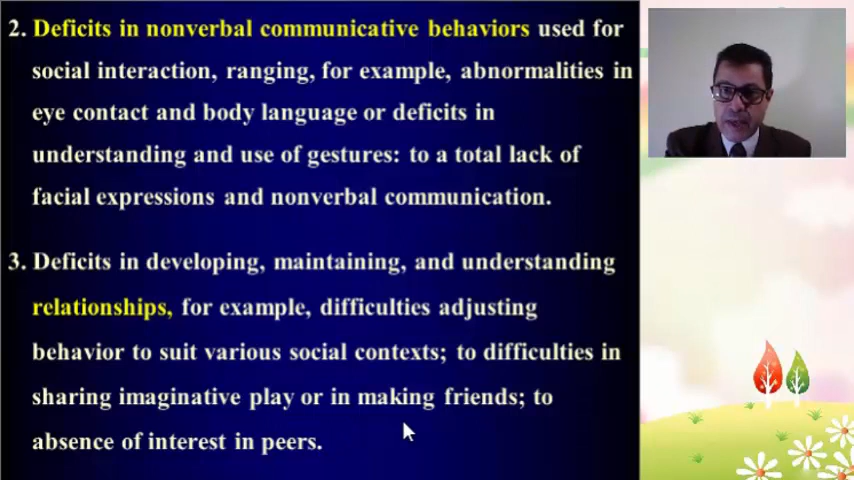 2. Deficits in nonverbal communicative behaviors used for
social interaction, ranging, for example, abnormalities in
eye contact and body language or deficits in
understanding and use of gestures: to a total lack of
facial expressions and nonverbal communication.
3. Deficits in developing, maintaining, and understanding
relationships, for example, difficulties adjusting
behavior to suit various social contexts; to difficulties in
sharing imaginative play or in making friends; to
absence of interest in peers.